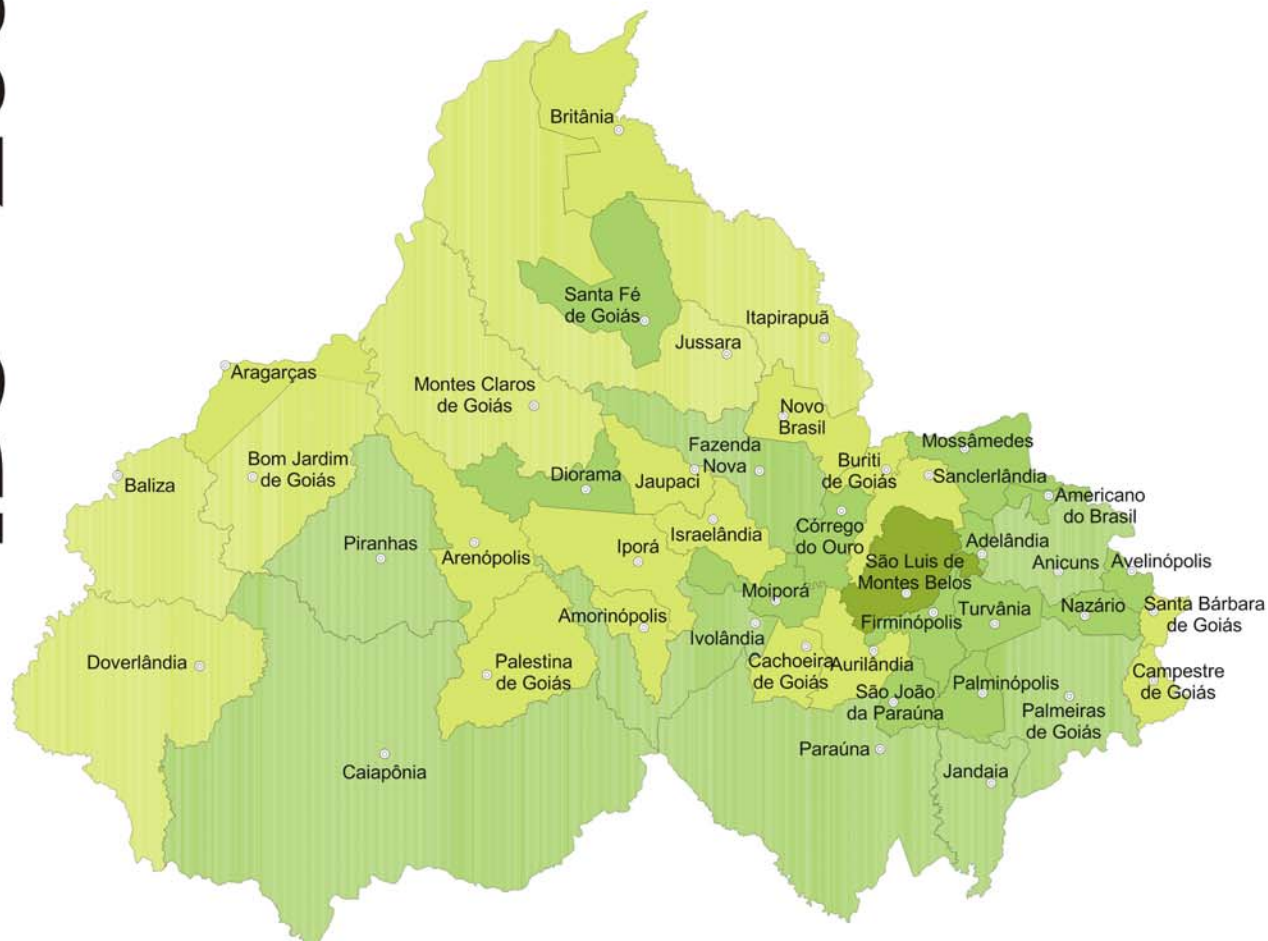 Britânia
Santa Fé
de Goiás
Itapirapuã
Jussara
Aragarças
Montes Claros
de Goiás
Novo
Brasil
Mossâmedes
Fazenda
Nova
Bom Jardim
de Goiás
Buriti
de Goiás
Diorama
Jaupaci
Sanclerlândia
Baliza
Americano
do Brasil
Córrego
do Ouro
Israelândia
Adelândia
Piranhas
Iporá
Arenópolis
São Luis de
Montes Belos
Anicuns
Avelinópolis
Moiporá
Amorinópolis
Firminópolis
Turvânia
Nazário
Santa Bárbara
de Goiás
Ivolândia
Doverlândia
Palestina
de Goiás
Cachoeira
de Goiás
Aurilândia
Campestre
de Goiás
São João
da Paraúna
Palminópolis
Palmeiras
de Goiás
Paraúna
Caiapônia
Jandaia